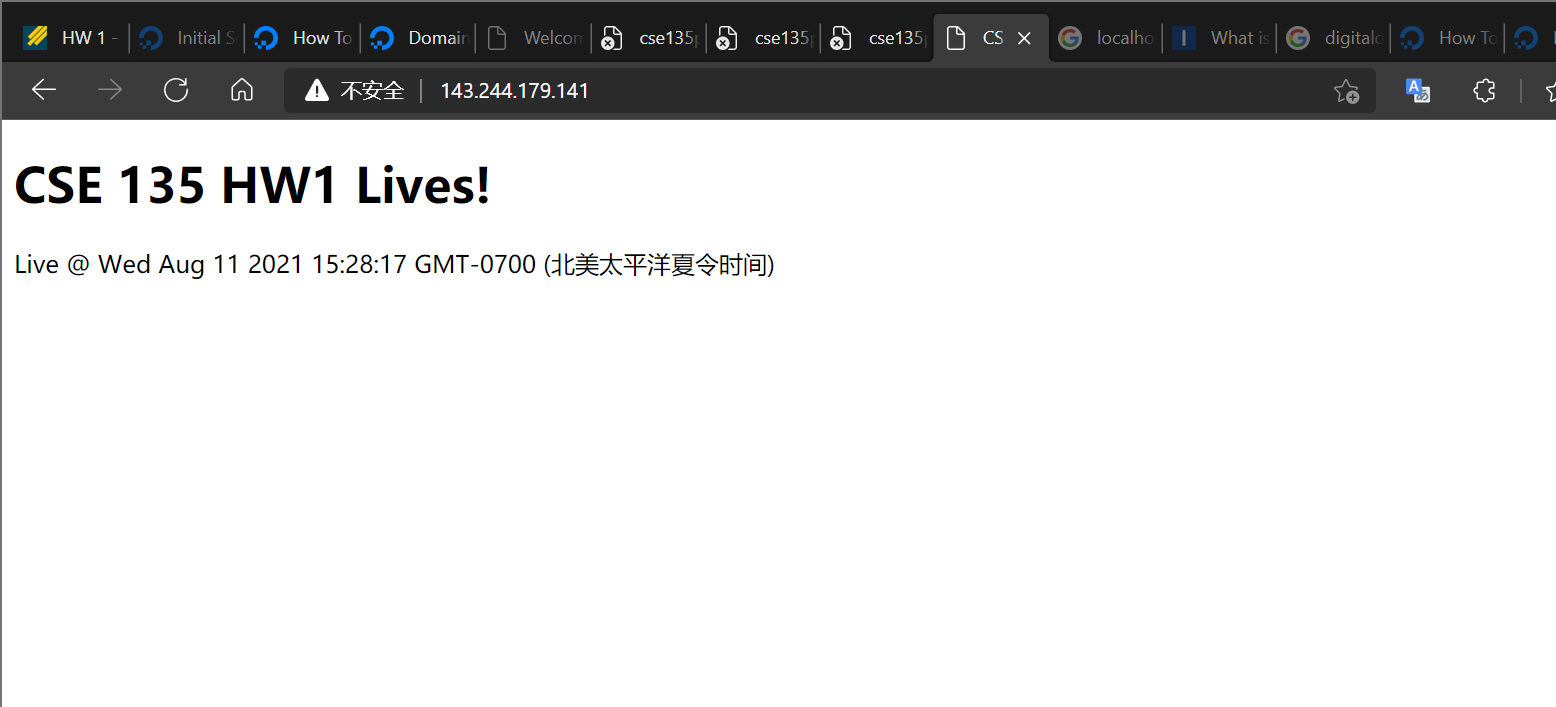 HW 1 -
Initial S
How To
Domain
Welcom
cse135
cse135
cse135
CS
localho
What is
digitalo
How To
不安全 143.244.179.141
CSE 135 HW1 Lives!
Live @ Wed Aug 11 2021 15:28:17 GMT-0700 (北美太平洋夏令时间)